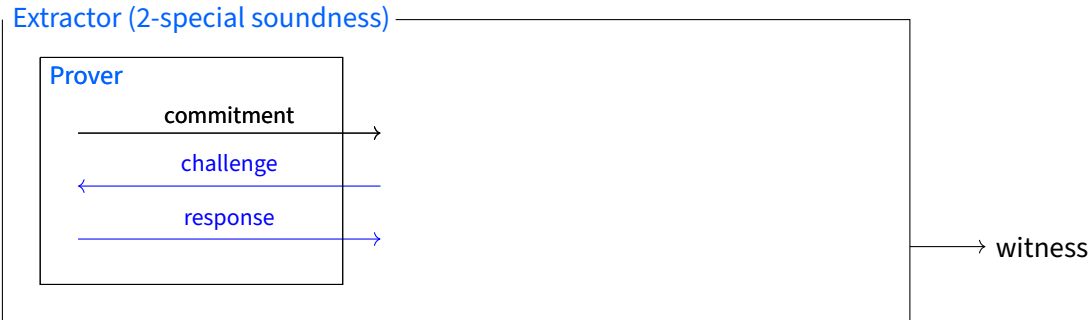 Extractor (2-special soundness)
Prover
commitment
challenge
response
witness